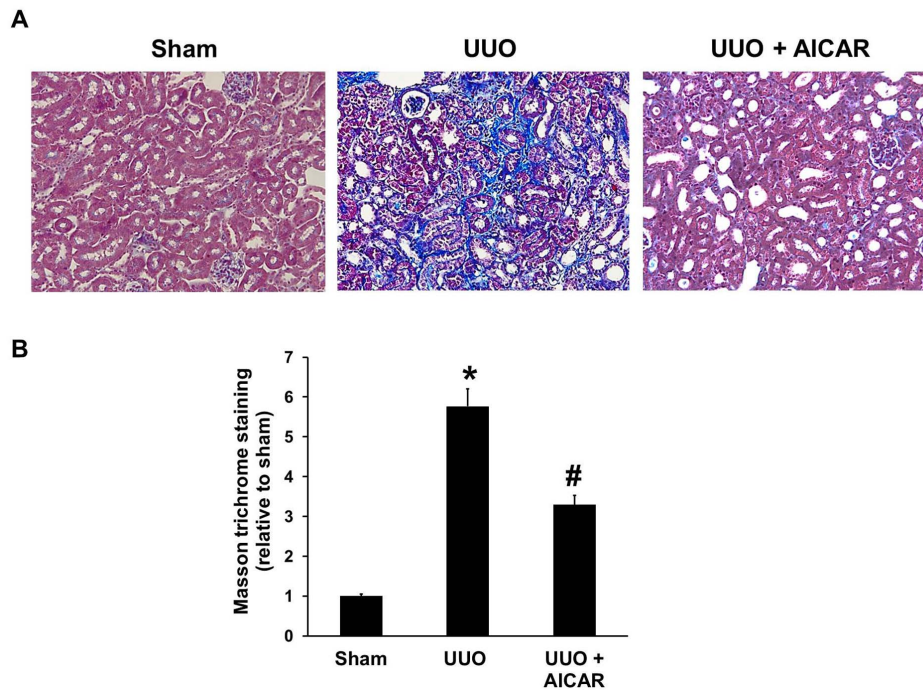 A
Sham
UUO
UUO + AICAR
B
Masson trichrome staining
(relative to sham)
7
6
5
4
3
2
1
0
*
#
Sham
UUO
UUO +
AICAR